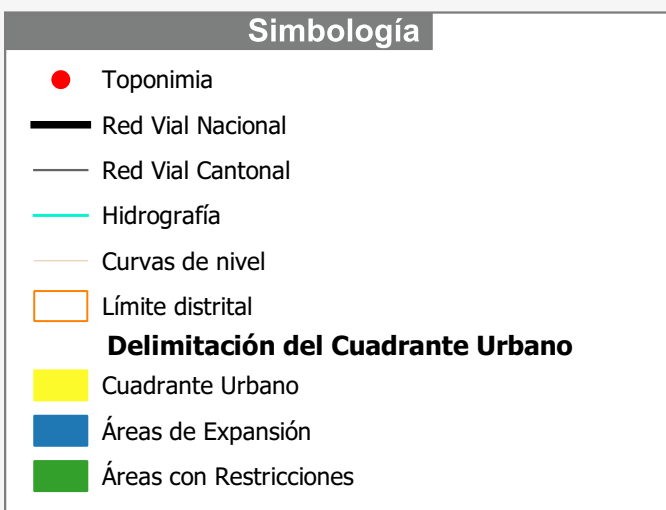 Simbología
Toponimia
Red Vial Nacional
Red Vial Cantonal
Hidrografía
Curvas de nivel
Límite distrital
Delimitación del Cuadrante Urbano
Cuadrante Urbano
Áreas de Expansión
Áreas con Restricciones